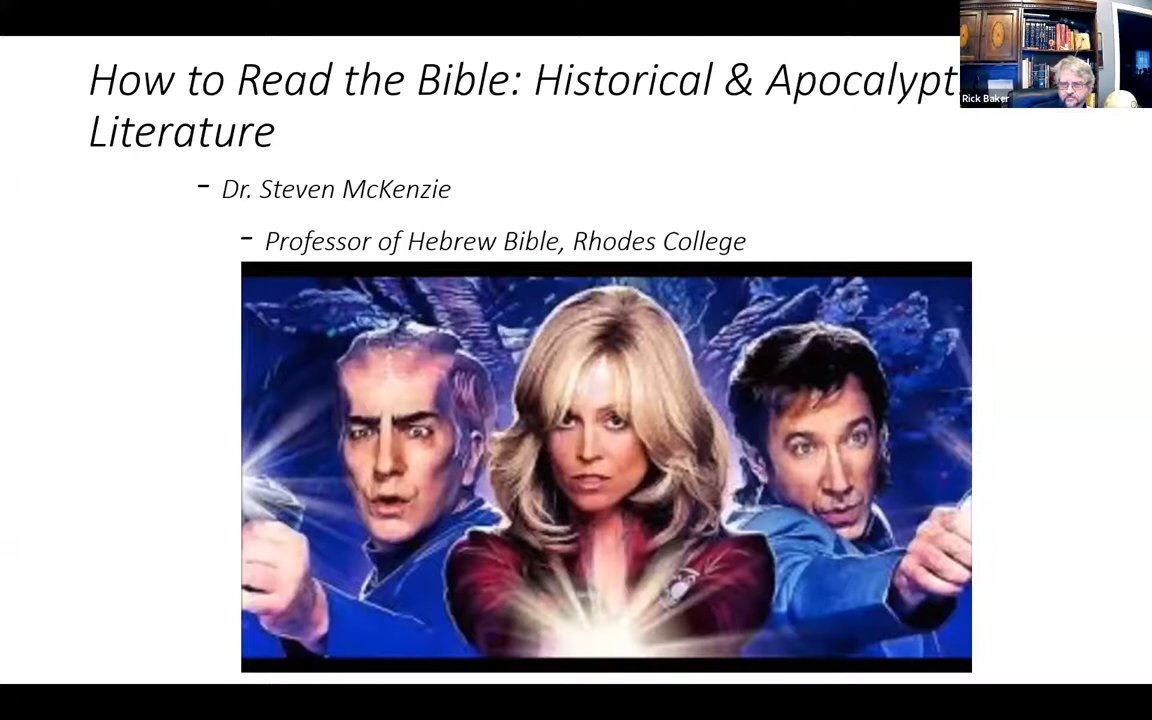 How to Read the Bible: Historical & Apocalypt
Literature
- Dr. Steven McKenzie
- Professor of Hebrew Bible, Rhodes College
Rick Baker